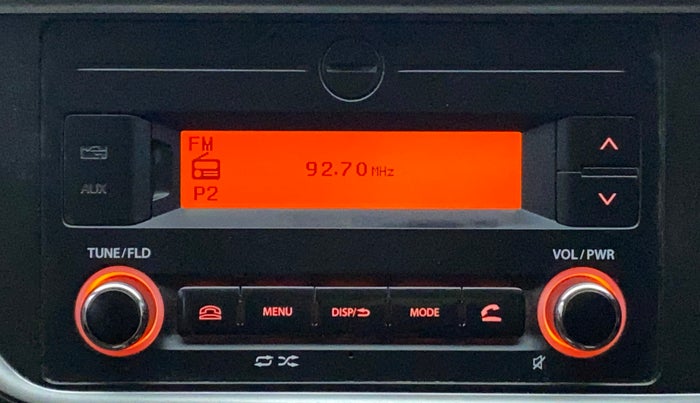 FM
92.70 MHz
P2
AUX
TUNE/FLD
VOL/PWR
MENU
DISP/
MODE